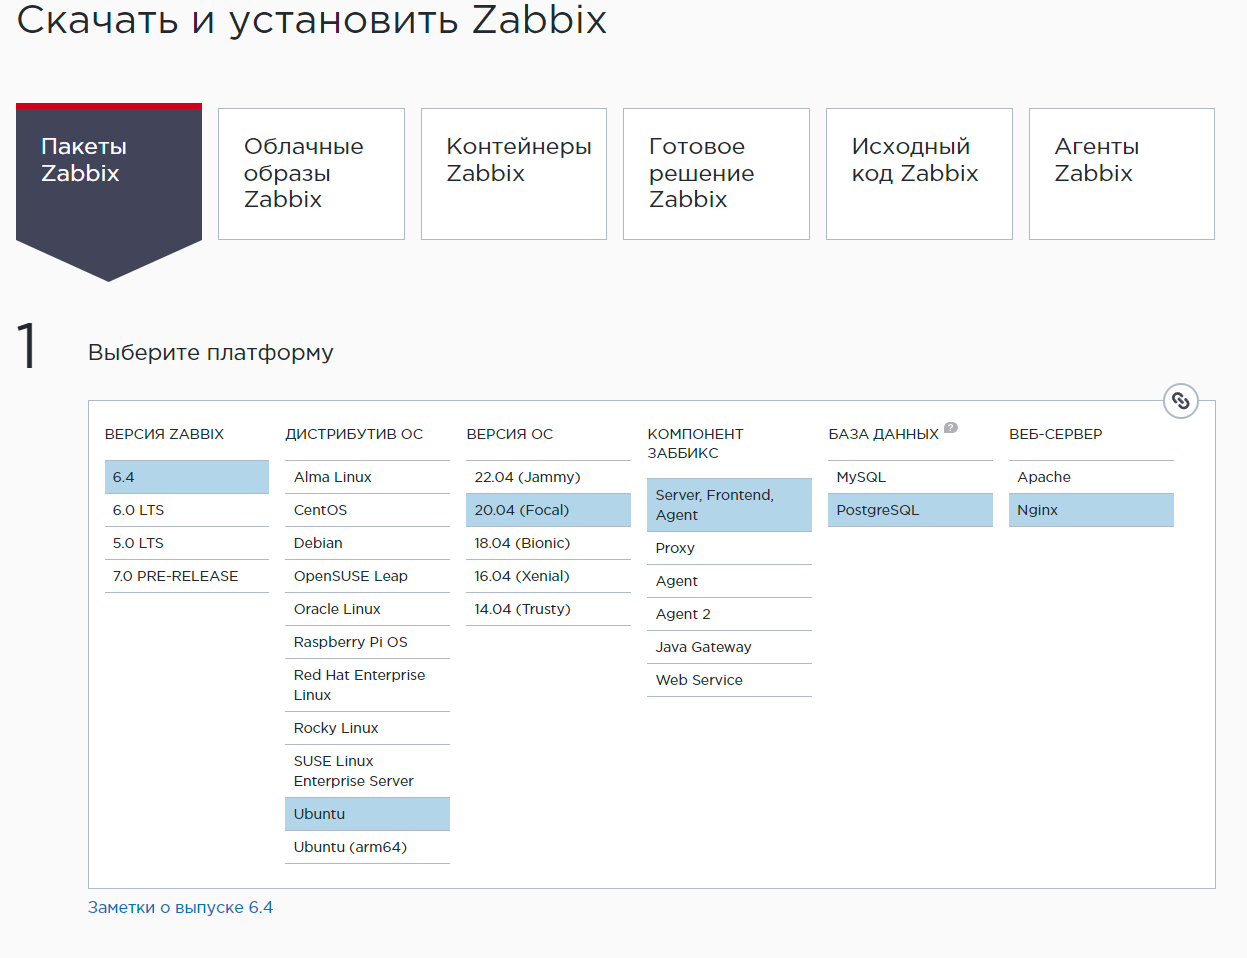 Скачать и установить Zabbix
Пакеты
Zabbix
Облачные
образы
Zabbix
Контейнеры
Zabbix
Готовое
решение
Zabbix
Исходный
код Zabbix
Агенты
Zabbix
1
Выберите платформу
ВЕРСИЯ ZABBIX
6.4
6.0 LTS
5.0 LTS
7.0 PRE-RELEASE
ДИСТРИБУТИВ ОС
Alma Linux
CentOS
Debian
OpenSUSE Leap
Oracle Linux
Raspberry Pi OS
Red Hat Enterprise
Linux
Rocky Linux
SUSE Linux
Enterprise Server
Ubuntu
Ubuntu (arm64)
ВЕРСИЯ ОС
22.04 (Jammy)
20.04 (Focal)
18.04 (Bionic)
16.04 (Xenial)
14.04 (Trusty)
КОМПОНЕНТ
ЗАББИКС
Server, Frontend,
Agent
Proxy
Agent
Agent 2
Java Gateway
Web Service
БАЗА ДАННЫХ ?
MySQL
PostgreSQL
ВЕБ-СЕРВЕР
Apache
Nginx
Заметки о выпуске 6.4